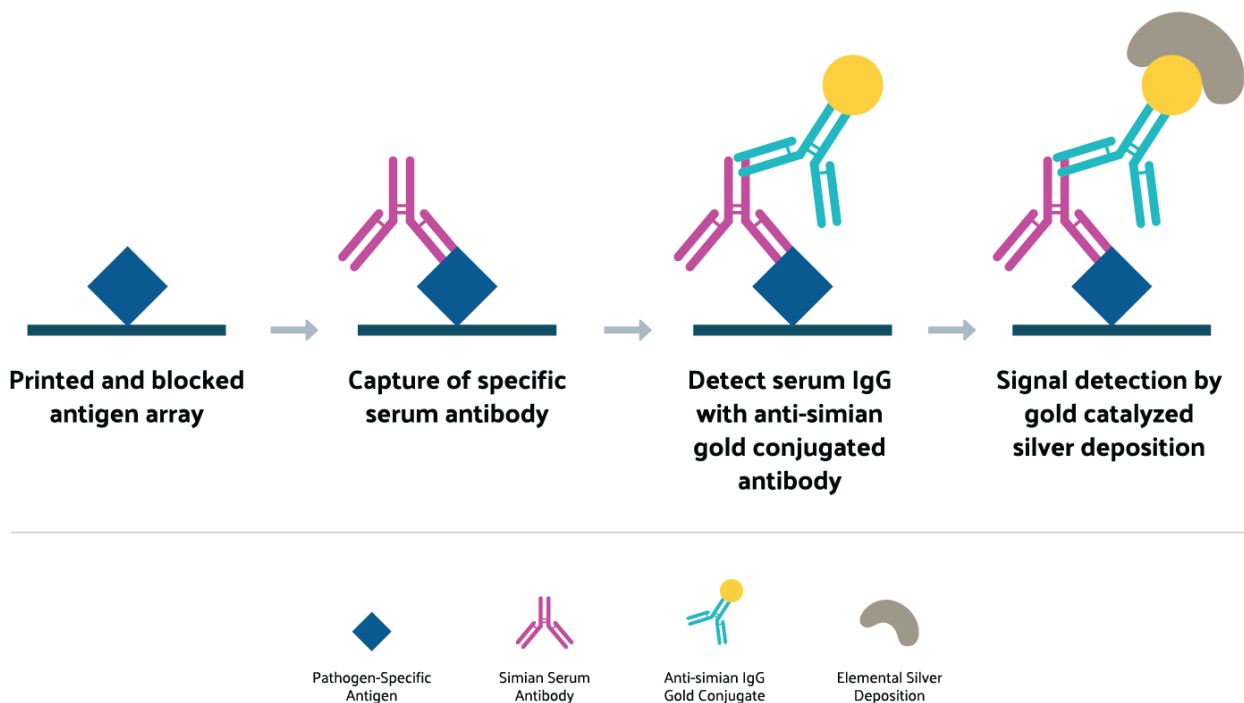 Printed and blocked
antigen array
Capture of specific
serum antibody
Detect serum IgG
with anti-simian
gold conjugated
antibody
Signal detection by
gold catalyzed
silver deposition
Pathogen-Specific
Antigen
Simian Serum
Antibody
Anti-simian IgG
Gold Conjugate
Elemental Silver
Deposition